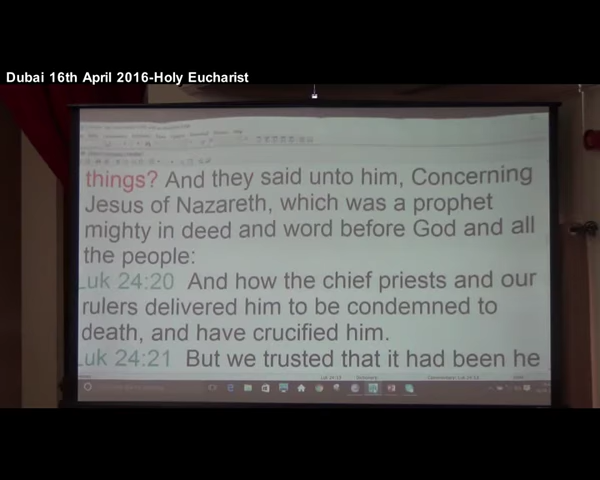 Dubai 16th April 2016-Holy Eucharist
things? And they said unto him, Concerning
Jesus of Nazareth, which was a prophet
mighty in deed and word before God and all
the people:
Luk 24:20 And how the chief priests and our
rulers delivered him to be condemned to
death, and have crucified him.
Luk 24:21 But we trusted that it had been he